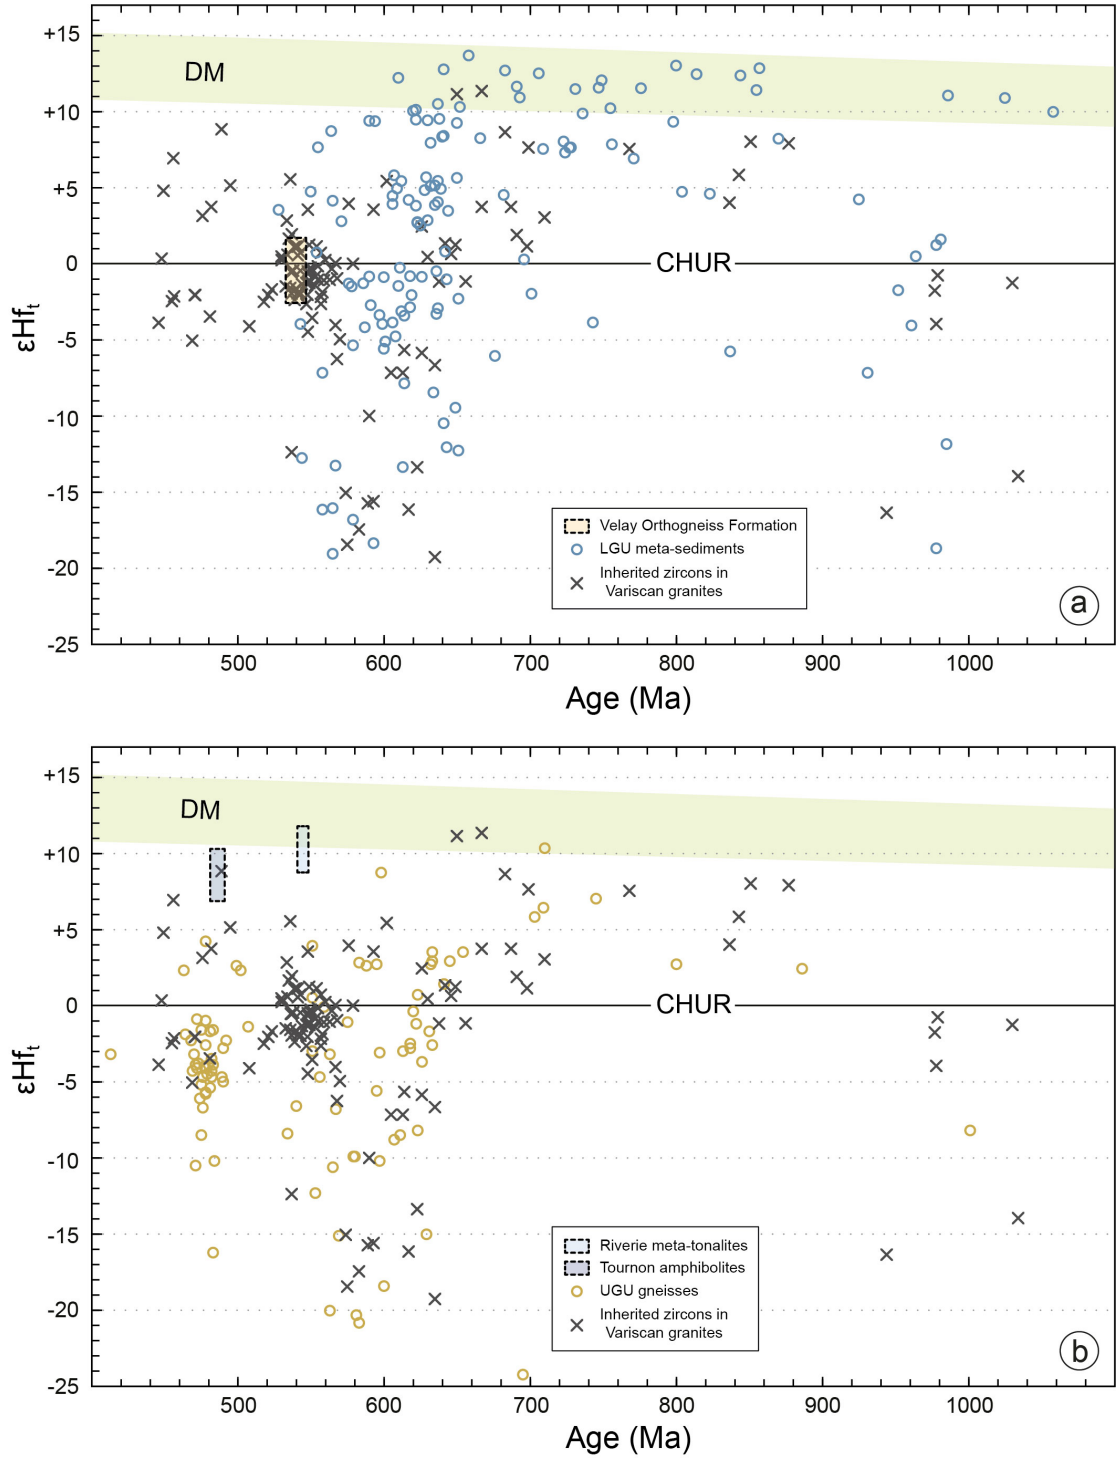 +15
+10
+5
0
-5
-10
-15
-20
-25
εHft
DM
CHUR
Velay Orthogneiss Formation
LGU meta-sediments
Inherited zircons in
Variscan granites
a
500 600 700 800 900 1000
Age (Ma)
+15
+10
+5
0
-5
-10
-15
-20
-25
εHft
DM
CHUR
Riverie meta-tonalites
Tournon amphibolites
UGU gneisses
Inherited zircons in
Variscan granites
b
500 600 700 800 900 1000
Age (Ma)